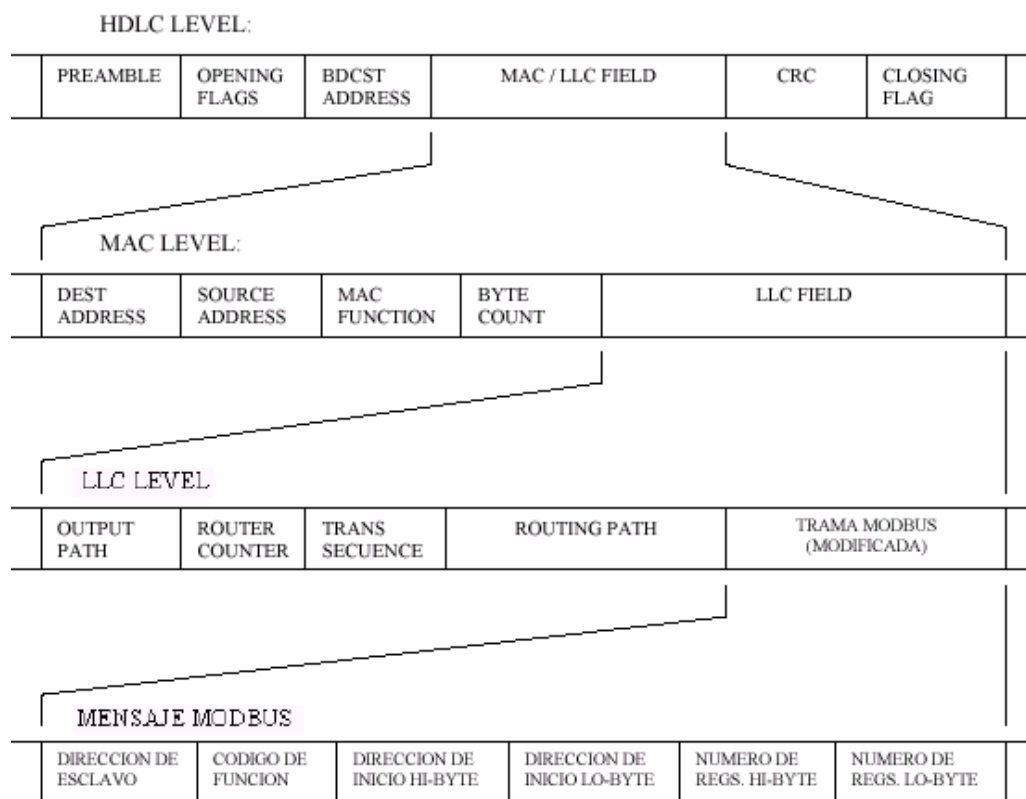 HDLC LEVEL:
PREAMBLE
OPENING
FLAGS
BDCST
ADDRESS
MAC / LLC FIELD
CRC
CLOSING
FLAG
MAC LEVEL:
DEST
ADDRESS
SOURCE
ADDRESS
MAC
FUNCTION
BYTE
COUNT
LLC FIELD
LLC LEVEL
OUTPUT
PATH
ROUTER
COUNTER
TRANS
SECUENCE
ROUTING PATH
TRAMA MODBUS
(MODIFICADA)
MENSAJE MODBUS
DIRECCION DE
ESCLAVO
CODIGO DE
FUNCION
DIRECCION DE
INICIO HI-BYTE
DIRECCION DE
INICIO LO-BYTE
NUMERO DE
REGS. HI-BYTE
NUMERO DE
REGS. LO-BYTE